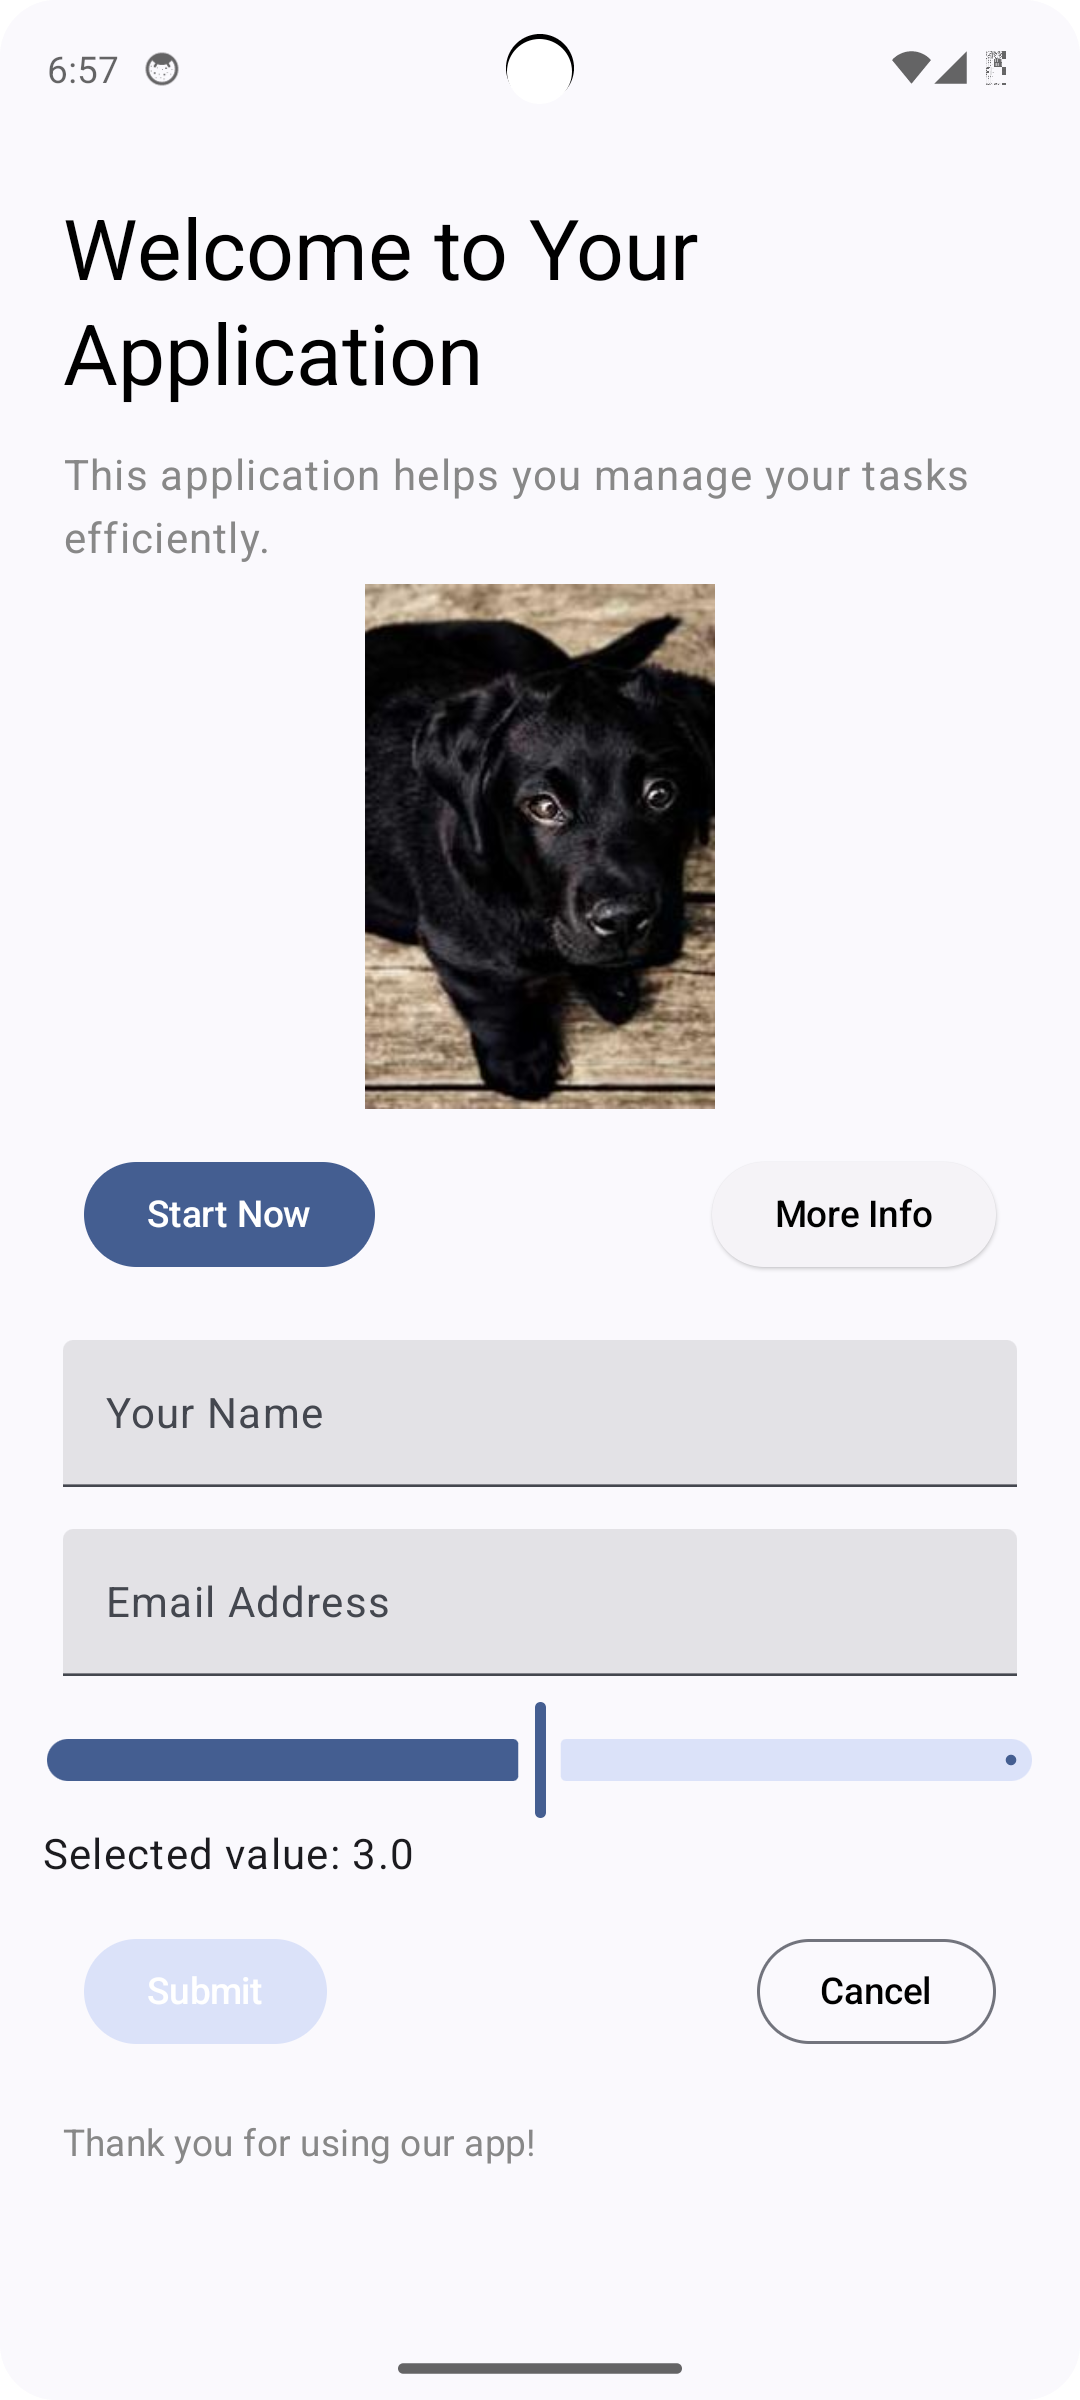 6:57
Welcome to Your
Application
This application helps you manage your tasks
efficiently.
Start Now
More Info
Your Name
Email Address
Selected value: 3.0
Submit
Cancel
Thank you for using our app!